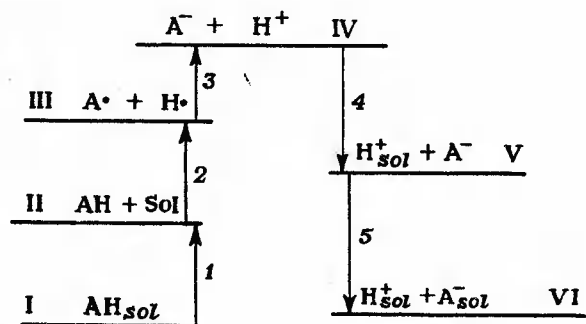 A⁻ + H⁺ IV
3
4
III A• + H•
H⁺sol + A⁻ V
2
II AH + Sol
5
1
I AHsol
H⁺sol + A⁻sol VI